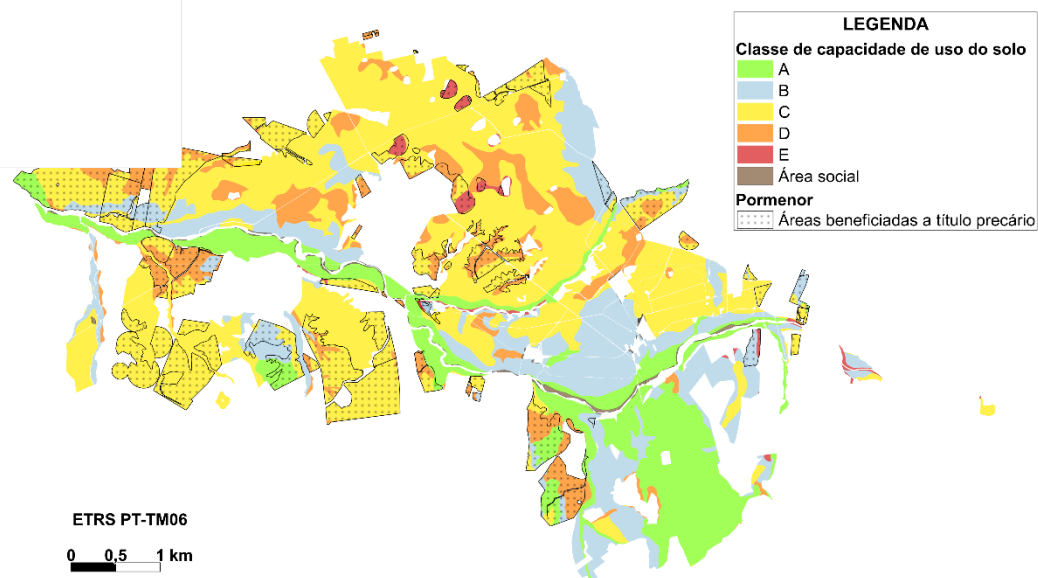 LEGENDA
Classe de capacidade de uso do solo
A
B
C
D
E
Área social
Pormenor
Áreas beneficiadas a título precário
ETRS PT-TM06
0 0,5 1 km